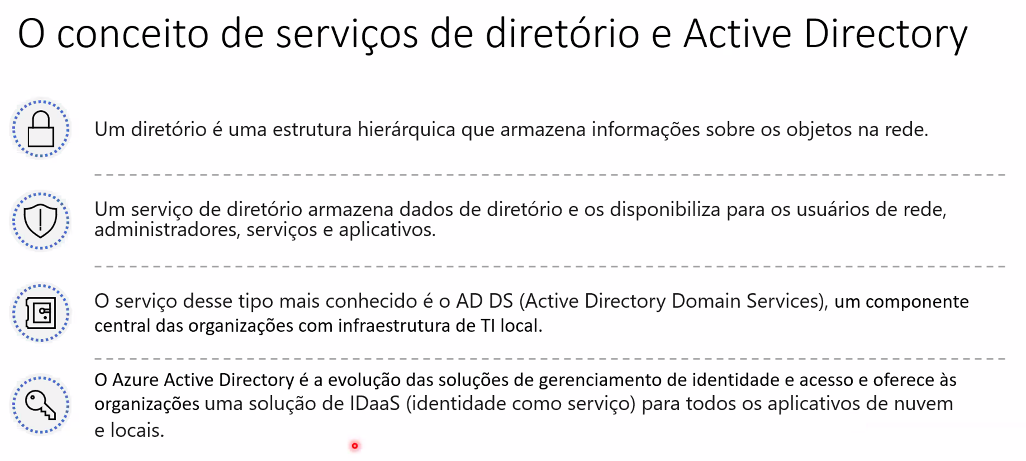 O conceito de serviços de diretório e Active Directory
Um diretório é uma estrutura hierárquica que armazena informações sobre os objetos na rede.
Um serviço de diretório armazena dados de diretório e os disponibiliza para os usuários de rede,
administradores, serviços e aplicativos.
O serviço desse tipo mais conhecido é o AD DS (Active Directory Domain Services), um componente
central das organizações com infraestrutura de TI local.
O Azure Active Directory é a evolução das soluções de gerenciamento de identidade e acesso e oferece às
organizações uma solução de IDaaS (identidade como serviço) para todos os aplicativos de nuvem
e locais.